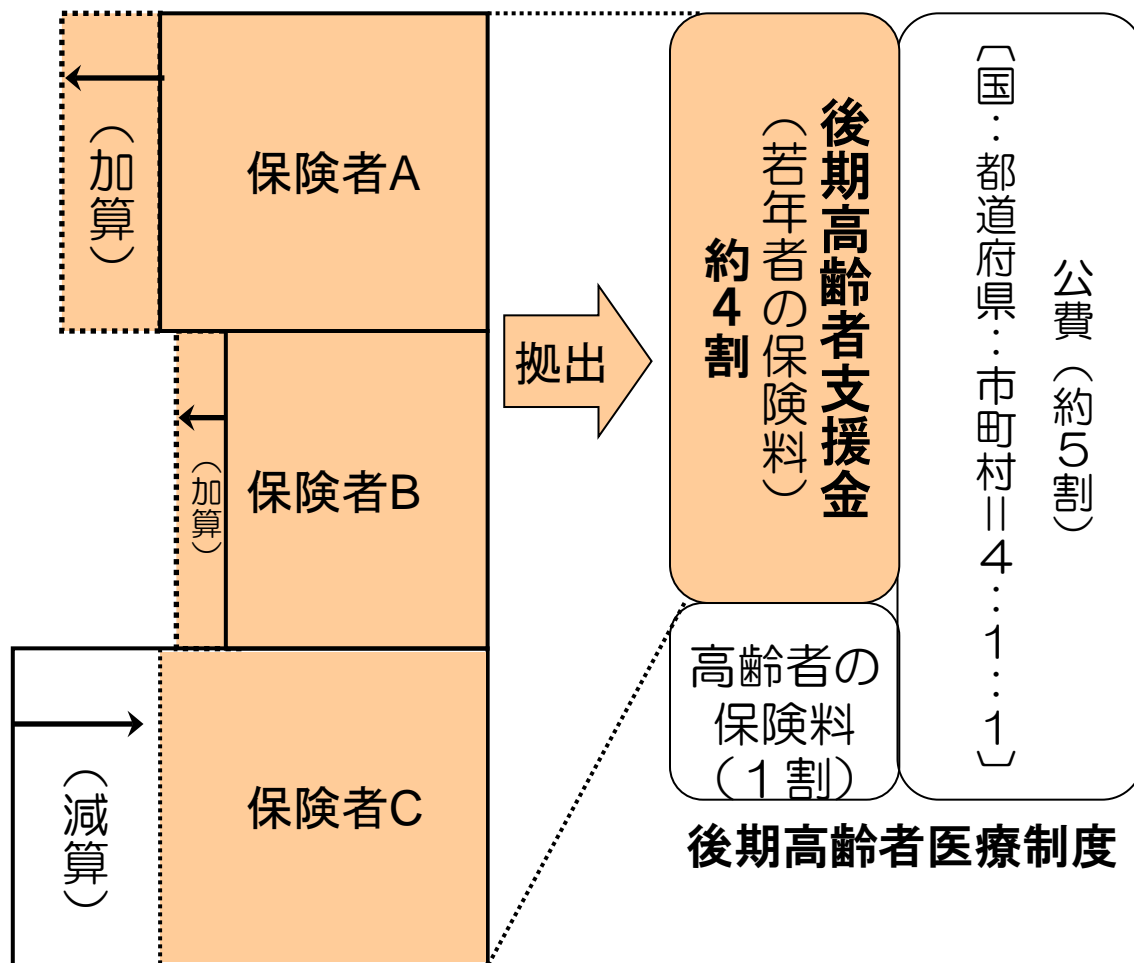 保険者A
(加算)
保険者B
(加算)
保険者C
(減算)
拠出
後期高齢者支援金
(若年者の保険料)
約4割
公費(約5割)
〔国:都道府県:市町村=4:1:1〕
高齢者の
保険料
(1割)
後期高齢者医療制度